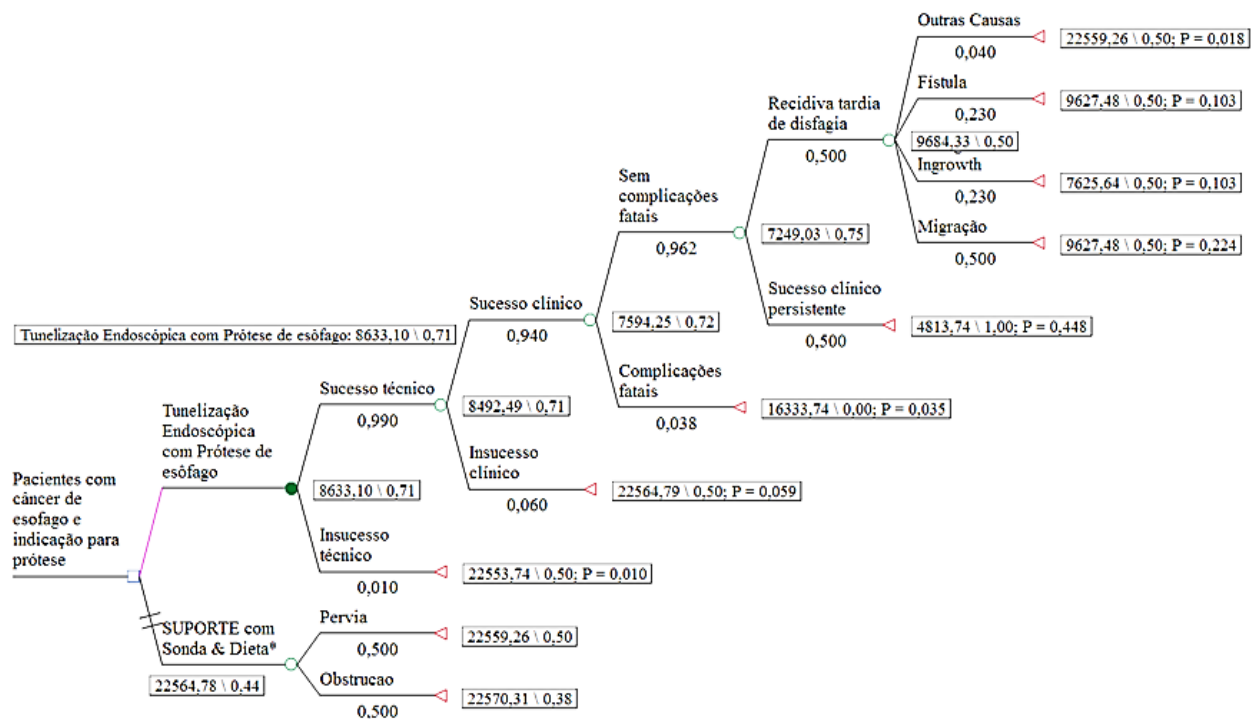 Outras Causas
0,040
22559,26 \ 0,50; P = 0,018
Fístula
0,230
9627,48 \ 0,50; P = 0,103
Recidiva tardia
de disfagia
0,500
9684,33 \ 0,50
Ingrowth
0,230
7625,64 \ 0,50; P = 0,103
Migração
0,500
9627,48 \ 0,50; P = 0,224
Sem
complicações
fatais
0,962
7249,03 \ 0,75
Sucesso clínico
persistente
0,500
4813,74 \ 1,00; P = 0,448
Sucesso clínico
0,940
7594,25 \ 0,72
Complicações
fatais
0,038
16333,74 \ 0,00; P = 0,035
Tunelização Endoscópica com Prótese de esôfago: 8633,10 \ 0,71
Sucesso técnico
0,990
8492,49 \ 0,71
Insucesso
clínico
0,060
22564,79 \ 0,50; P = 0,059
Tunelização
Endoscópica
com Prótese de
esôfago
8633,10 \ 0,71
Insucesso
técnico
0,010
22553,74 \ 0,50; P = 0,010
Pacientes com
câncer de
esofago e
indicação para
prótese
SUPORTE com
Sonda & Dieta*
22564,78 \ 0,44
Pervia
0,500
22559,26 \ 0,50
Obstrucao
0,500
22570,31 \ 0,38